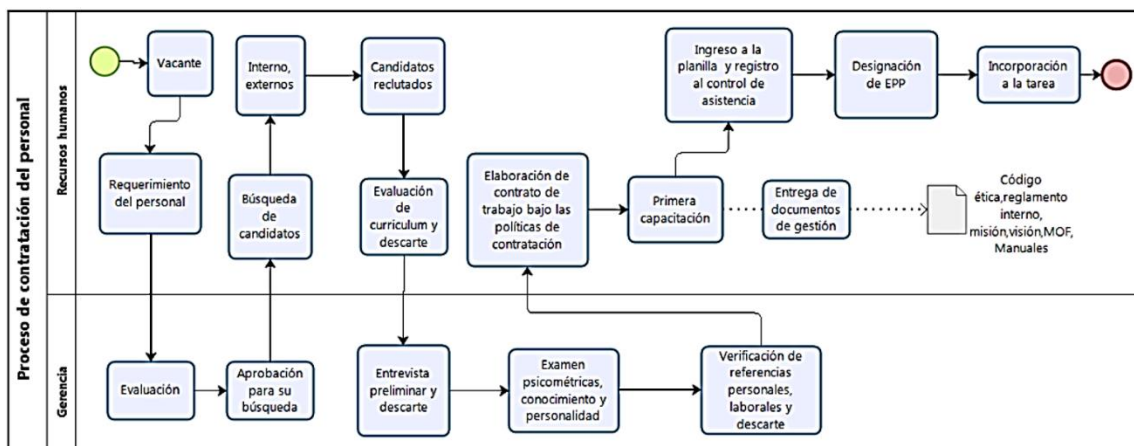 Proceso de contratación del personal
Recursos humanos
Vacante
Requerimiento
del personal
Interno,
externos
Búsqueda
de
candidatos
Candidatos
reclutados
Evaluación
de
curriculum y
descarte
Elaboración de
contrato de
trabajo bajo las
políticas de
contratación
Primera
capacitación
Ingreso a la
planilla y registro
al control de
asistencia
Designación
de EPP
Incorporación
a la tarea
Entrega de
documentos
de gestión
Código
ética,reglamento
interno,
misión,visión,MOF,
Manuales
Gerencia
Evaluación
Aprobación
para su
búsqueda
Entrevista
preliminar y
descarte
Examen
psicométricas,
conocimiento y
personalidad
Verificación de
referencias
personales,
laborales y
descarte